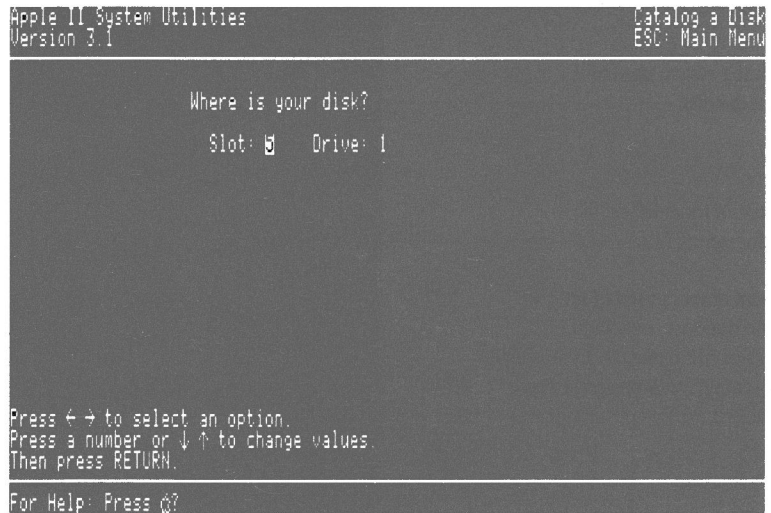 Apple II System Utilities
Catalog a Disk
Version 3.1
ESC: Main Menu
Where is your disk?
Slot: 5 Drive: 1
Press ← → to select an option.
Press a number or ↓ ↑ to change values.
Then press RETURN.
For Help: Press ⌂?